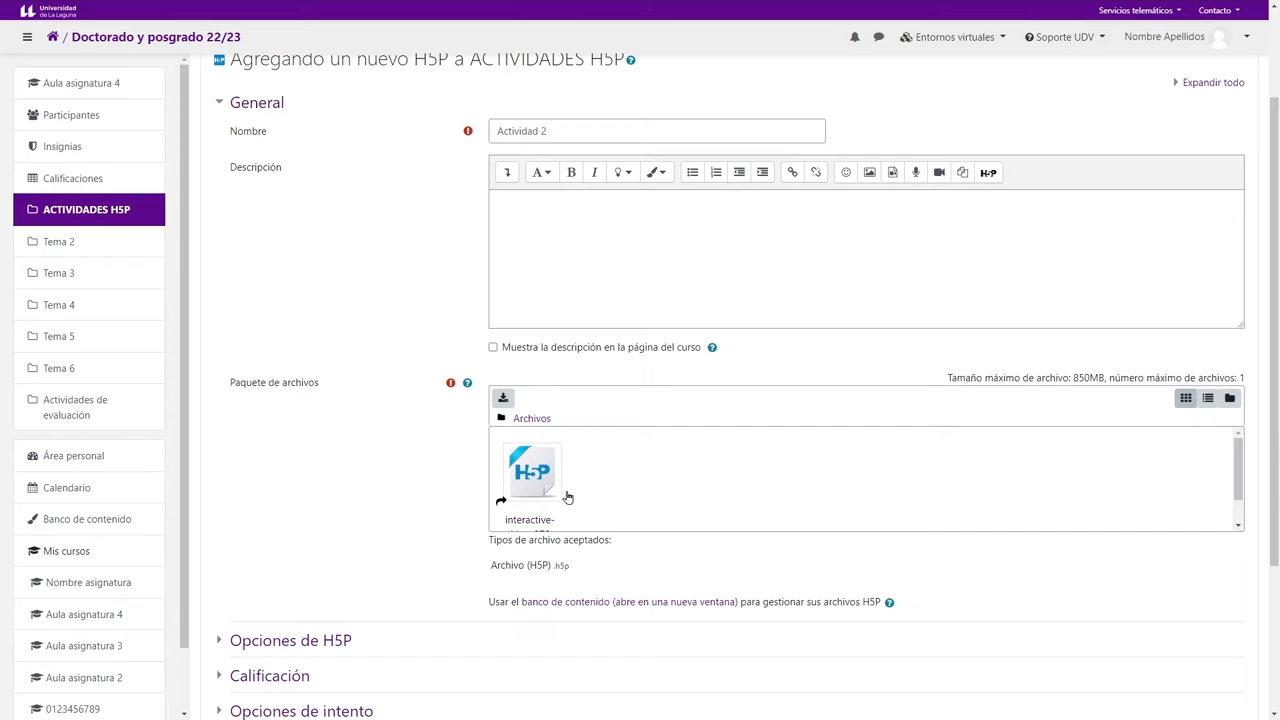 Universidad
de La Laguna
Servicios telemáticos
Contacto
/ Doctorado y posgrado 22/23
Entornos virtuales
Soporte UDV
Nombre Apellidos
Aula asignatura 4
Participantes
Insignias
Calificaciones
ACTIVIDADES H5P
Tema 2
Tema 3
Tema 4
Tema 5
Tema 6
Actividades de
evaluación
Área personal
Calendario
Banco de contenido
Mis cursos
Nombre asignatura
Aula asignatura 4
Aula asignatura 3
Aula asignatura 2
0123456789
Agregando un nuevo H5P a ACTIVIDADES H5P
Expandir todo
General
Nombre
Actividad 2
Descripción
A
B
I
H5P
Muestra la descripción en la página del curso
Paquete de archivos
Tamaño máximo de archivo: 850MB, número máximo de archivos: 1
Archivos
H5P
interactive-
Tipos de archivo aceptados:
Archivo (H5P) .h5p
Usar el banco de contenido (abre en una nueva ventana) para gestionar sus archivos H5P
Opciones de H5P
Calificación
Opciones de intento